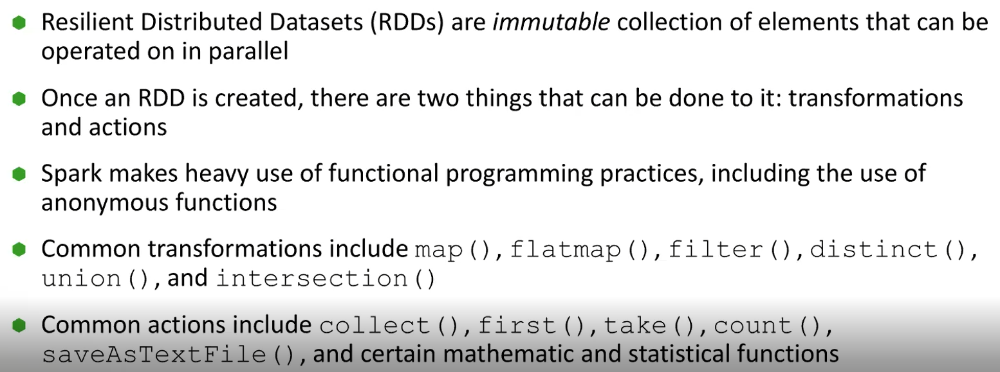 Resilient Distributed Datasets (RDDs) are immutable collection of elements that can be
operated on in parallel
Once an RDD is created, there are two things that can be done to it: transformations
and actions
Spark makes heavy use of functional programming practices, including the use of
anonymous functions
Common transformations include map(), flatmap(), filter(), distinct(),
union(), and intersection()
Common actions include collect(), first(), take(), count(),
saveAsTextFile(), and certain mathematic and statistical functions